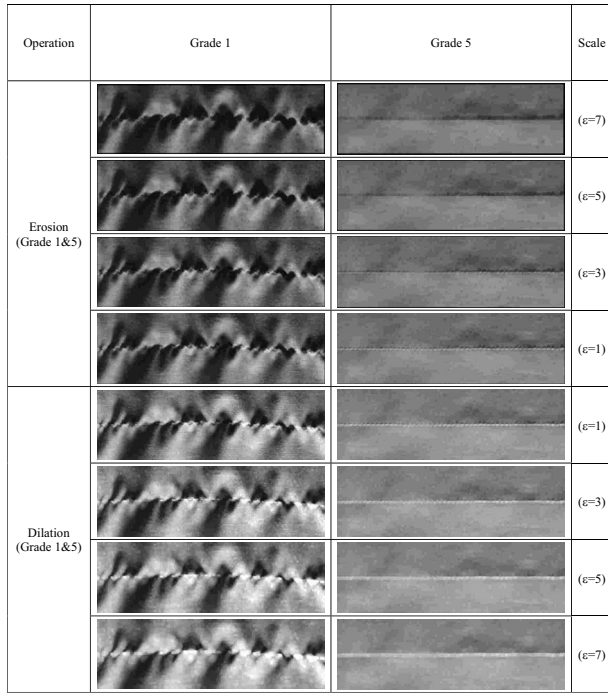 Operation
Grade 1
Grade 5
Scale
Erosion
(Grade 1&5)
(ε=7)
(ε=5)
(ε=3)
(ε=1)
Dilation
(Grade 1&5)
(ε=1)
(ε=3)
(ε=5)
(ε=7)